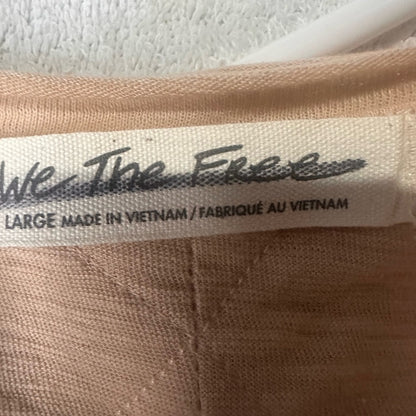 We The Free
LARGE MADE IN VIETNAM / FABRIQUÉ AU VIETNAM